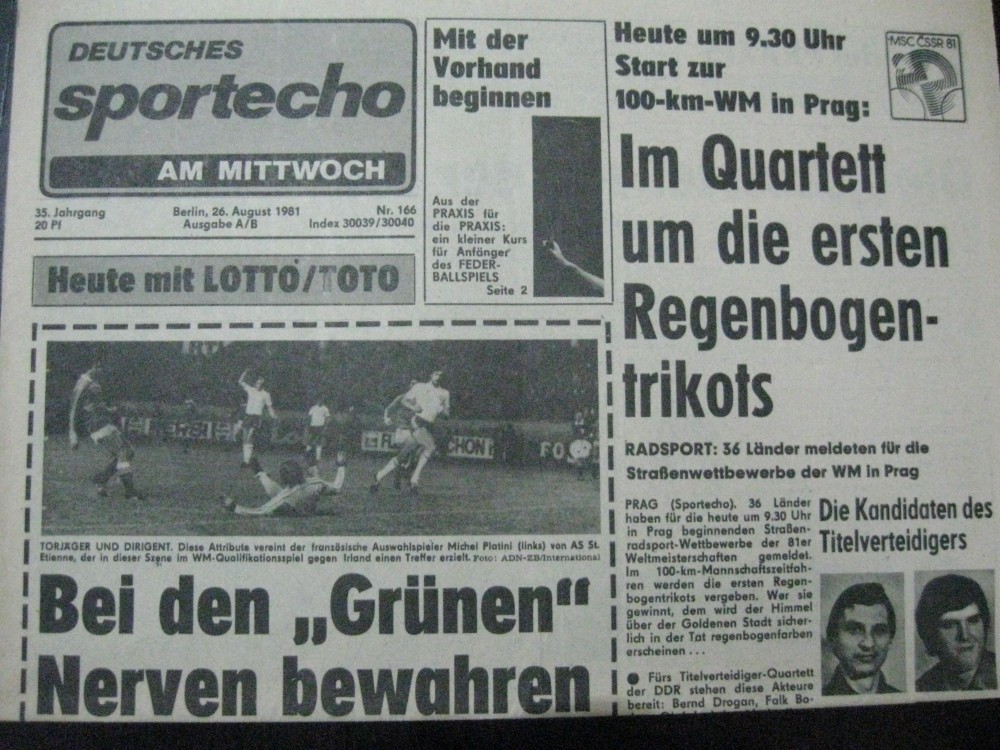 DEUTSCHES
sportecho
AM MITTWOCH
35. Jahrgang
20 Pf
Berlin, 26. August 1981
Ausgabe A/B
Nr. 166
Index 30039/30040
Heute mit LOTTO/TOTO
Mit der
Vorhand
beginnen
Aus der
PRAXIS für
die PRAXIS:
ein kleiner Kurs
für Anfänger
des FEDER-
BALLSPIELS
Seite 2
Heute um 9.30 Uhr
Start zur
100-km-WM in Prag:
MSC ČSSR 81
Im Quartett
um die ersten
Regenbogen-
trikots
RADSPORT: 36 Länder meldeten für die
Straßenwettbewerbe der WM in Prag
PRAG (Sportecho). 36 Länder
haben für die heute um 9.30 Uhr
in Prag beginnenden Straßen-
radsport-Wettbewerbe der 81er
Weltmeisterschaften gemeldet.
Im 100-km-Mannschaftszeitfah-
ren werden die ersten Regen-
bogentrikots vergeben. Wer sie
gewinnt, dem wird der Himmel
über der Goldenen Stadt sicher-
lich in der Tat regenbogenfarben
erscheinen ...
● Fürs Titelverteidiger-Quartett
der DDR stehen diese Akteure
bereit: Bernd Drogan, Falk Bo-
Die Kandidaten des
Titelverteidigers
PEPSI
FO
TORJÄGER UND DIRIGENT. Diese Attribute vereint der französische Auswahlspieler Michel Platini (links) von AS St.
Etienne, der in dieser Szene im WM-Qualifikationsspiel gegen Irland einen Treffer erzielt. Foto: ADN-ZB/International
Bei den „Grünen“
Nerven bewahren